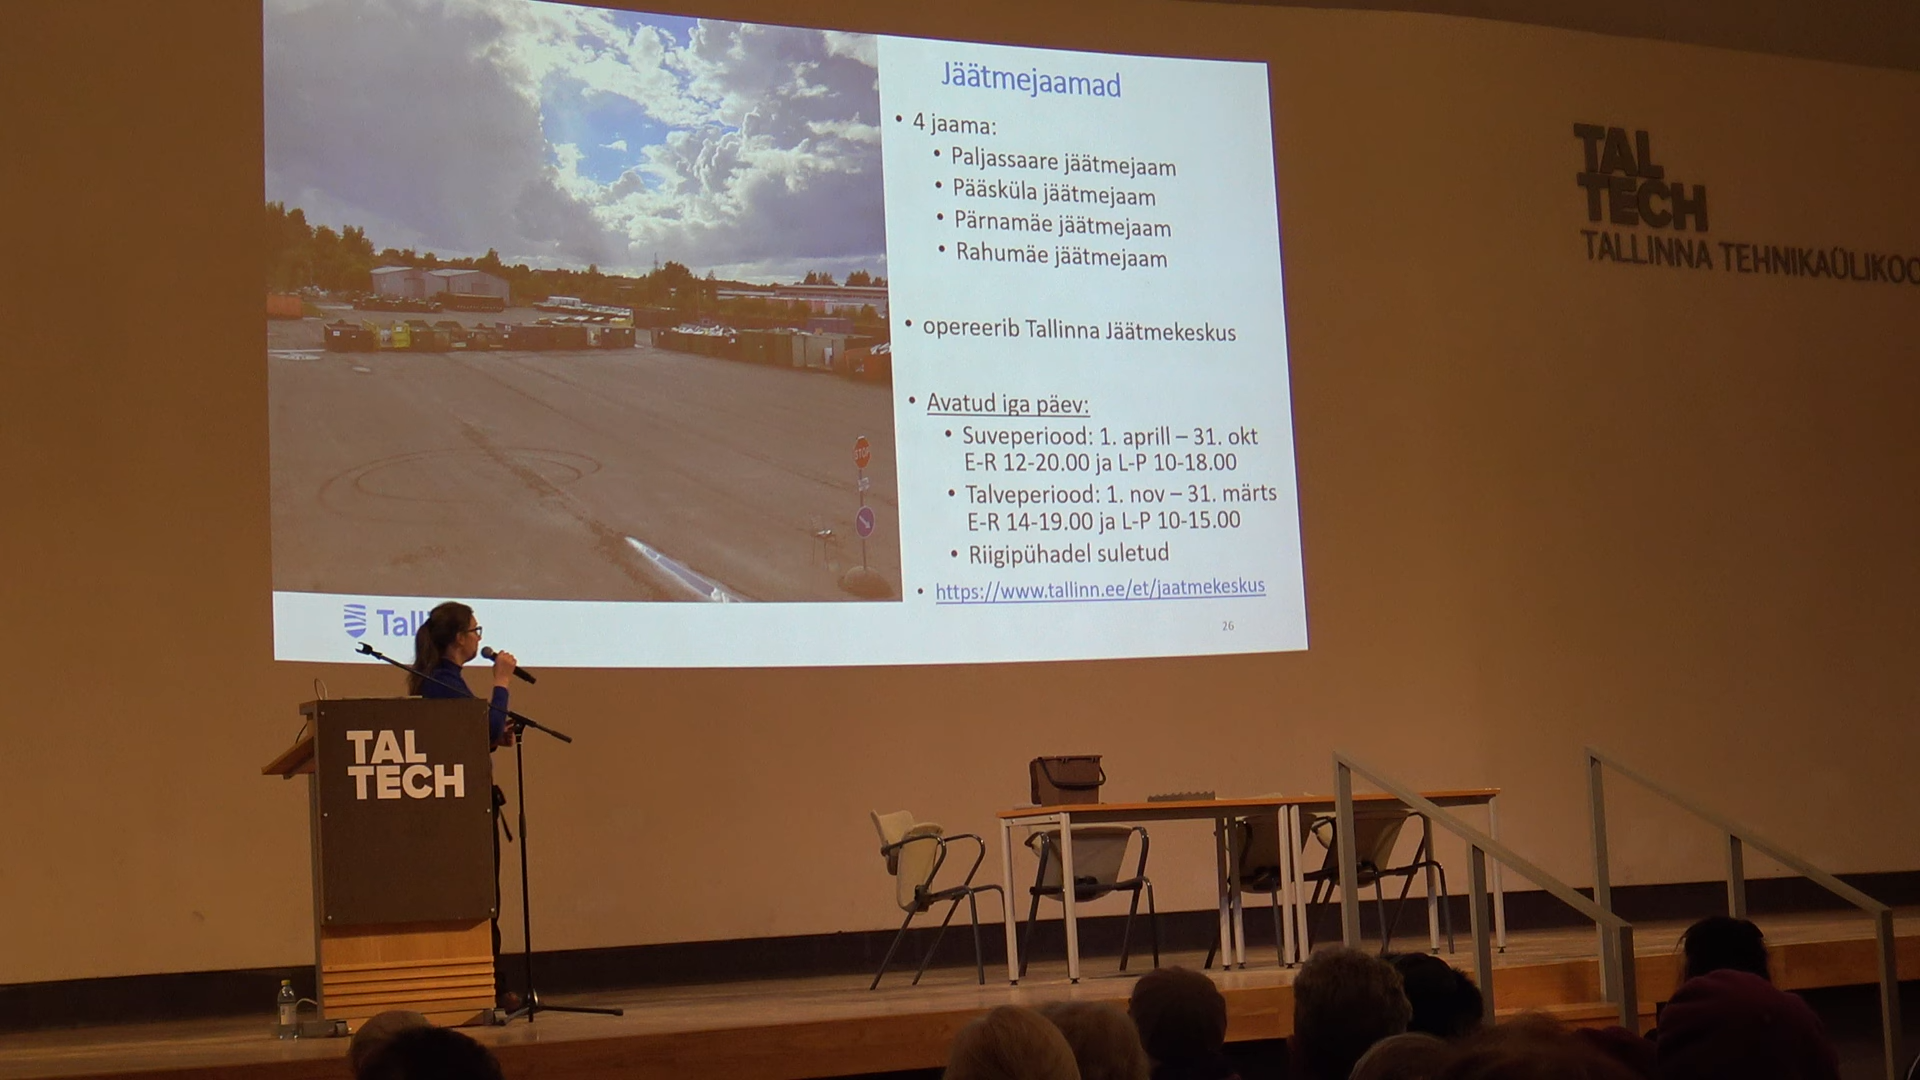 Jäätmejaamad
• 4 jaama:
• Paljassaare jäätmejaam
• Pääsküla jäätmejaam
• Pärnamäe jäätmejaam
• Rahumäe jäätmejaam
• opereerib Tallinna Jäätmekeskus
• Avatud iga päev:
• Suveperiood: 1. aprill – 31. okt
E-R 12-20.00 ja L-P 10-18.00
• Talveperiood: 1. nov – 31. märts
E-R 14-19.00 ja L-P 10-15.00
• Riigipühadel suletud
• https://www.tallinn.ee/et/jaatmekeskus
26
STOP
TAL
TECH
TALLINNA TEHNIKAÜLIKOO
TAL
TECH